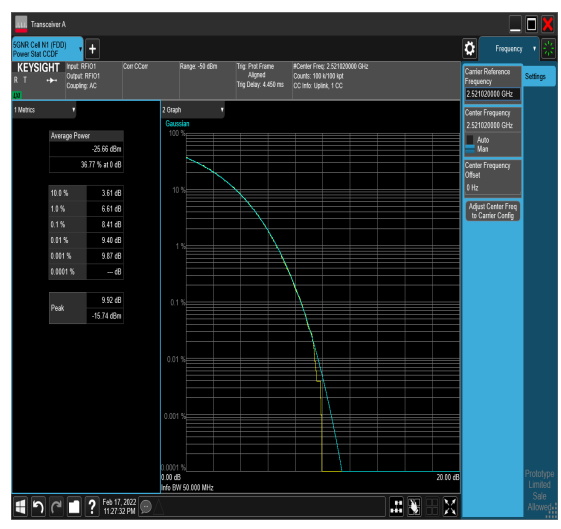 Transceiver A
5GNR Cell N1 (FDD)
Power Stat CCDF
Frequency
KEYSIGHT
R T
LXI
Input: RFIO1
Output: RFIO1
Coupling: AC
Corr CCorr
Range: -50 dBm
Trig: Prot Frame
Aligned
Trig Delay: 4.450 ms
#Center Freq: 2.521020000 GHz
Counts: 100 k/100 kpt
CC Info: Uplink, 1 CC
Carrier Reference
Frequency
2.521020000 GHz
Settings
Center Frequency
2.521020000 GHz
Auto
Man
Center Frequency
Offset
0 Hz
Adjust Center Freq
to Carrier Config
1 Metrics
Average Power
-25.66 dBm
36.77 % at 0 dB
10.0 % 3.61 dB
1.0 % 6.61 dB
0.1 % 8.41 dB
0.01 % 9.40 dB
0.001 % 9.87 dB
0.0001 % --- dB
Peak
9.92 dB
-15.74 dBm
2 Graph
Gaussian
100 %
10 %
1 %
0.1 %
0.01 %
0.001 %
0.0001 %
0.00 dB 20.00 dB
Info BW 50.000 MHz
Feb 17, 2022
11:27:32 PM
?
Prototype
Limited
Sale
Allowed